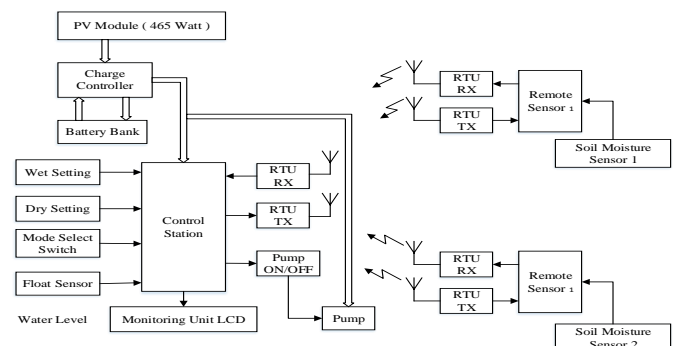 PV Module ( 465 Watt )
Charge
Controller
Battery Bank
Wet Setting
Dry Setting
Mode Select
Switch
Float Sensor
Water Level
Control
Station
Monitoring Unit LCD
RTU
RX
RTU
TX
Pump
ON/OFF
Pump
RTU
RX
RTU
TX
Remote
Sensor 1
Soil Moisture
Sensor 1
RTU
RX
RTU
TX
Remote
Sensor 1
Soil Moisture
Sensor 2